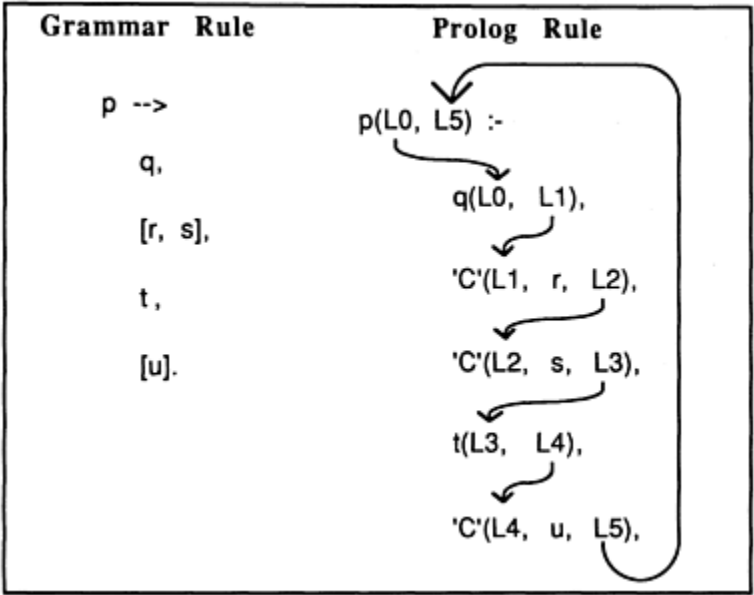 Grammar Rule
Prolog Rule
p -->
q,
[r, s],
t,
[u].
p(L0, L5) :-
q(L0, L1),
'C'(L1, r, L2),
'C'(L2, s, L3),
t(L3, L4),
'C'(L4, u, L5),